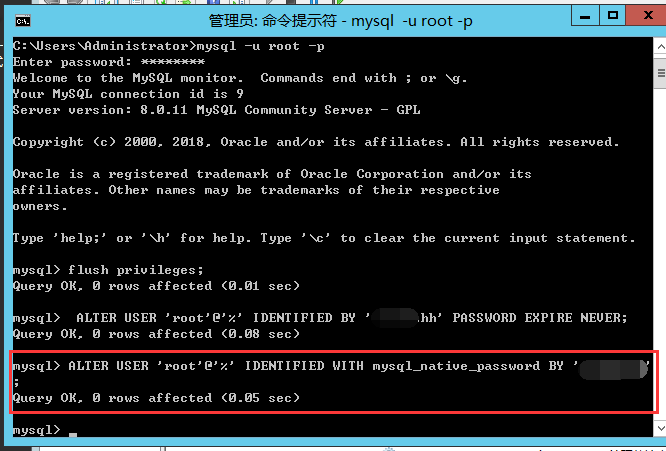 管理员: 命令提示符 - mysql  -u root -p
C:\Users\Administrator>mysql -u root -p
Enter password: ********
Welcome to the MySQL monitor.  Commands end with ; or \g.
Your MySQL connection id is 9
Server version: 8.0.11 MySQL Community Server - GPL
Copyright (c) 2000, 2018, Oracle and/or its affiliates. All rights reserved.
Oracle is a registered trademark of Oracle Corporation and/or its
affiliates. Other names may be trademarks of their respective
owners.
Type 'help;' or '\h' for help. Type '\c' to clear the current input statement.
mysql> flush privileges;
Query OK, 0 rows affected (0.01 sec)
mysql>  ALTER USER 'root'@'%' IDENTIFIED BY ' .hh' PASSWORD EXPIRE NEVER;
Query OK, 0 rows affected (0.08 sec)
mysql> ALTER USER 'root'@'%' IDENTIFIED WITH mysql_native_password BY ' '
;
Query OK, 0 rows affected (0.05 sec)
mysql> _